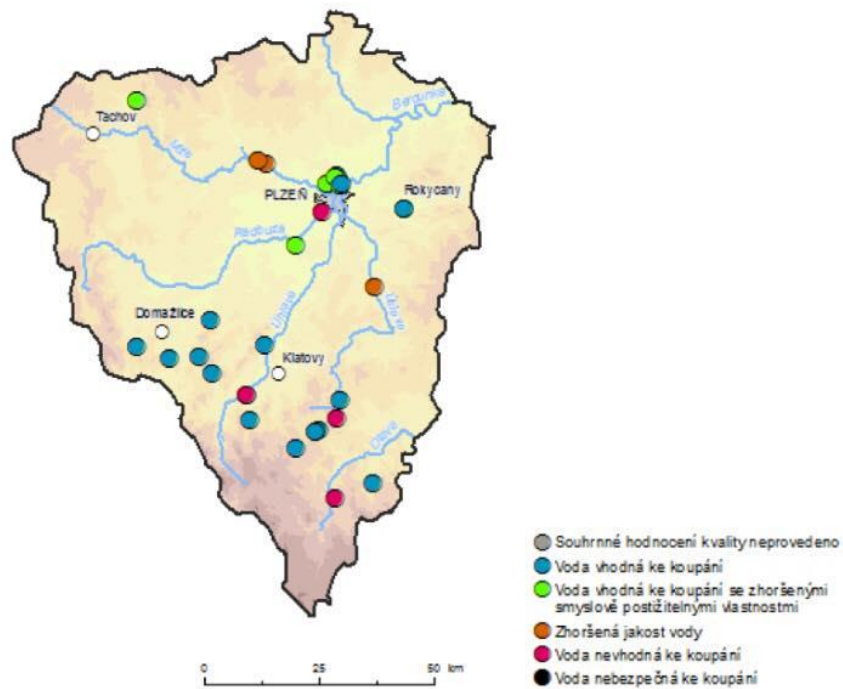 Tachov
Mže
Berounka
PLZEŇ
Rokycany
Radbuza
Úhlava
Úslava
Domažlice
Klatovy
Otava
Souhrnné hodnocení kvality neprovedeno
Voda vhodná ke koupání
Voda vhodná ke koupání se zhoršenými
smyslově postižitelnými vlastnostmi
Zhoršená jakost vody
Voda nevhodná ke koupání
Voda nebezpečná ke koupání
0 25 50 km